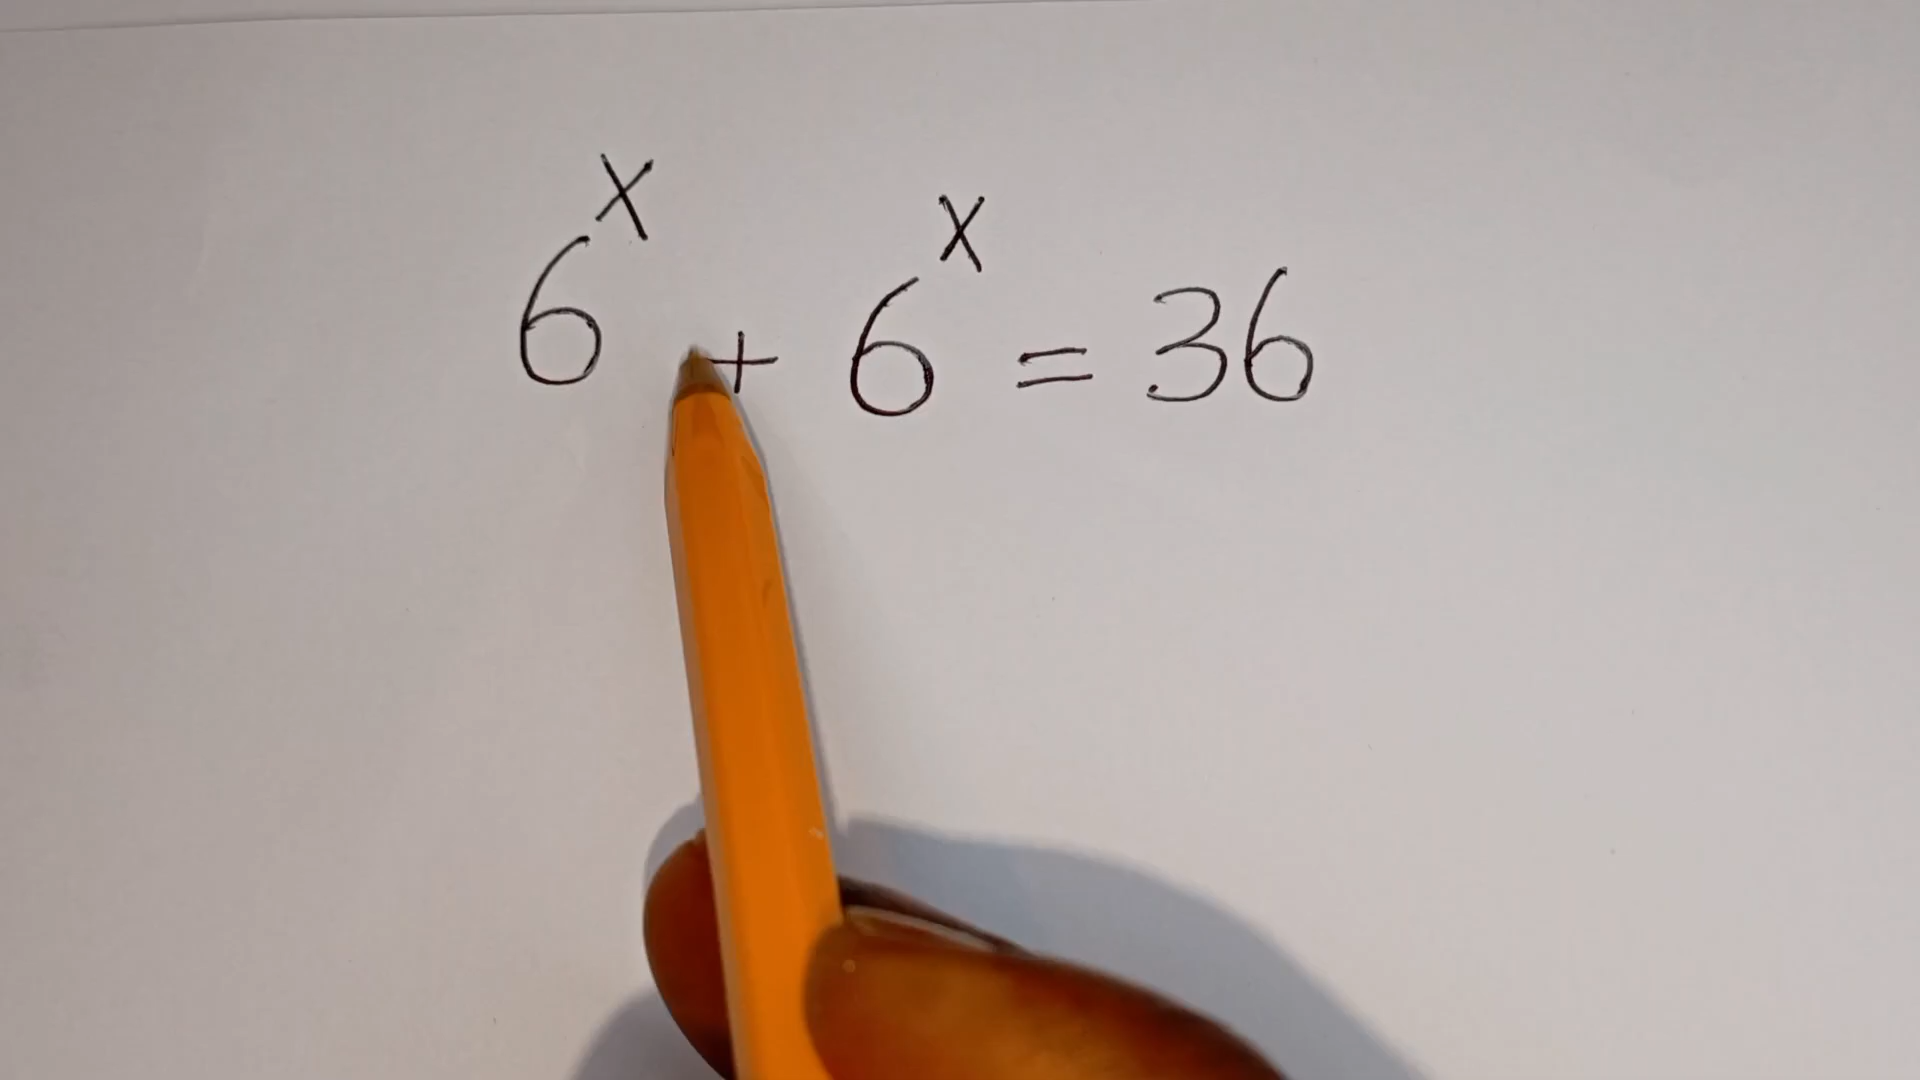 6^x + 6^x = 36